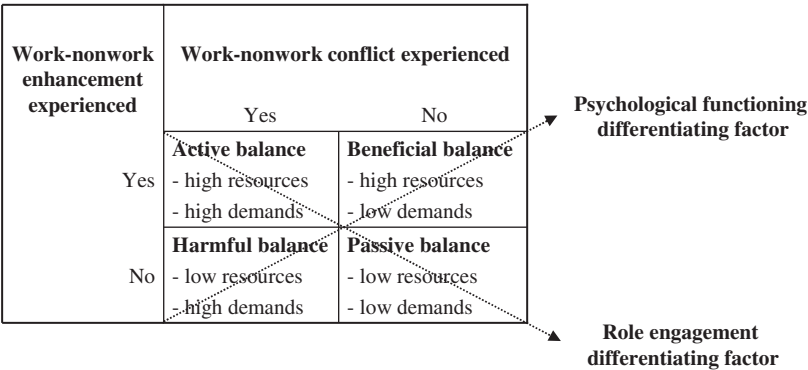 Work-nonwork
enhancement
experienced
Work-nonwork conflict experienced
Yes
No
Psychological functioning
differentiating factor
Yes
Active balance
- high resources
- high demands
Beneficial balance
- high resources
- low demands
No
Harmful balance
- low resources
- high demands
Passive balance
- low resources
- low demands
Role engagement
differentiating factor